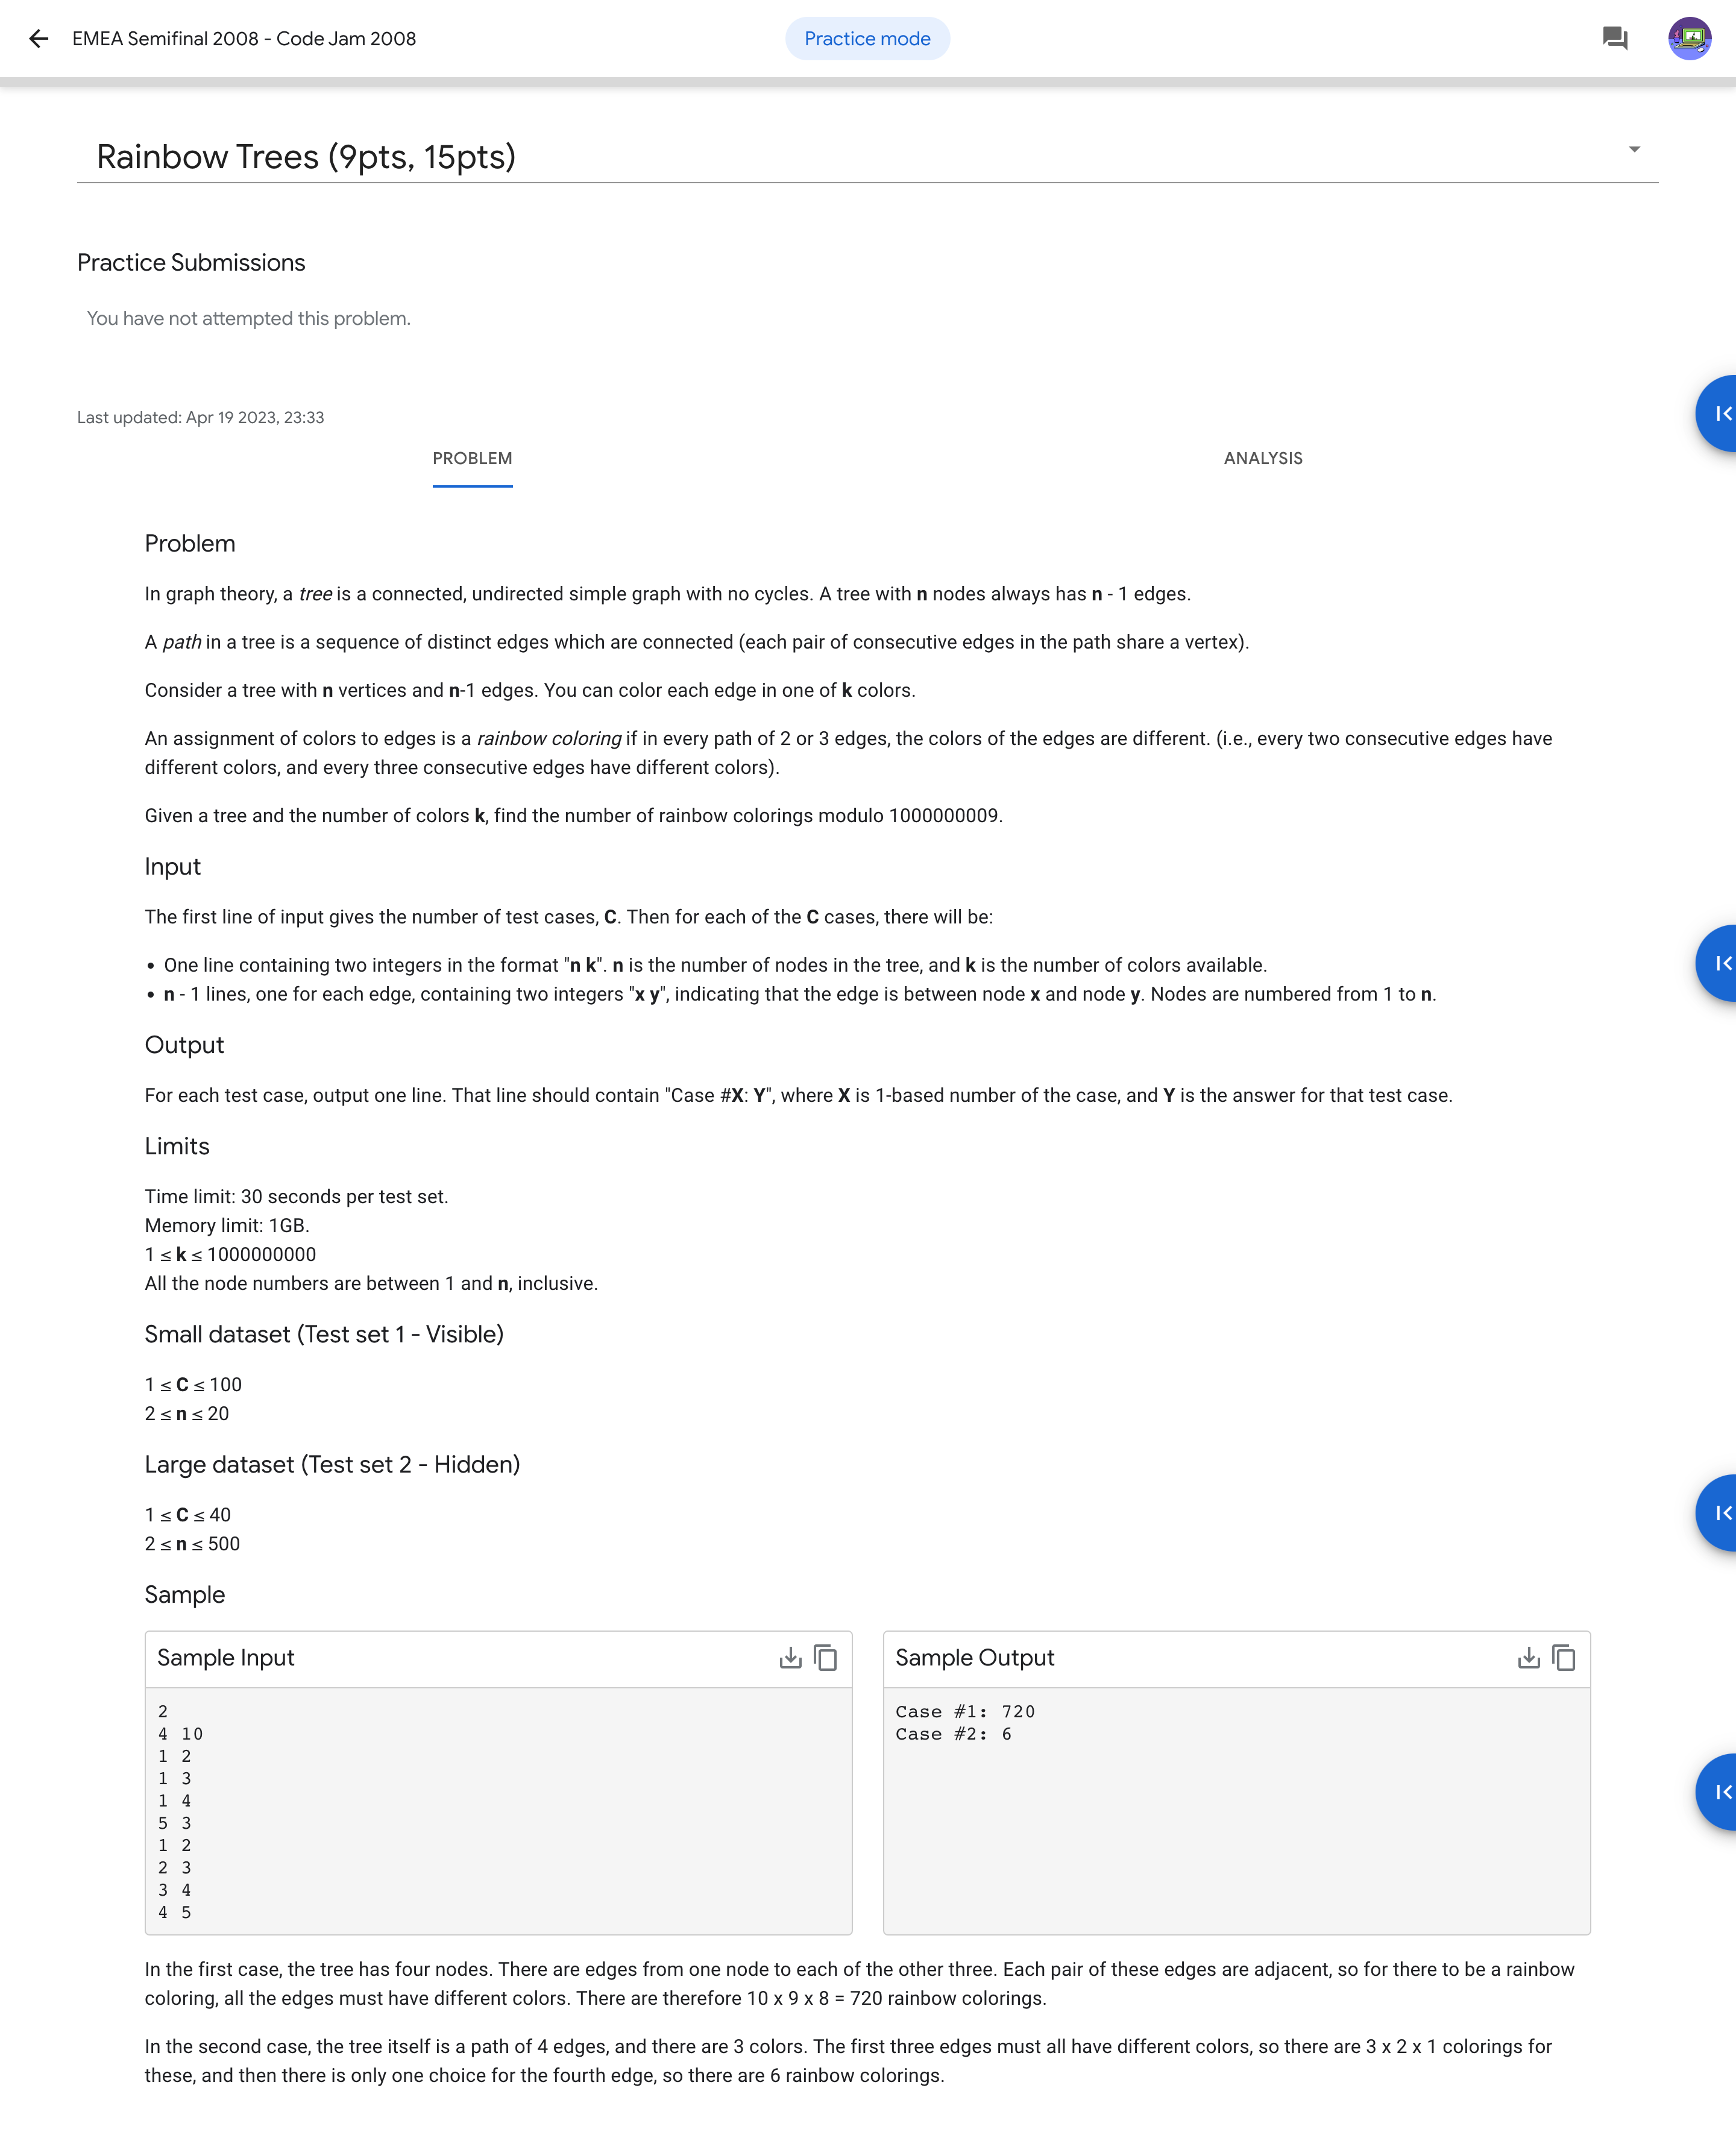 EMEA Semifinal 2008 - Code Jam 2008
Practice mode
Rainbow Trees (9pts, 15pts)
Practice Submissions
You have not attempted this problem.
Last updated: Apr 19 2023, 23:33
PROBLEM
ANALYSIS
Problem
In graph theory, a tree is a connected, undirected simple graph with no cycles. A tree with n nodes always has n - 1 edges.
A path in a tree is a sequence of distinct edges which are connected (each pair of consecutive edges in the path share a vertex).
Consider a tree with n vertices and n-1 edges. You can color each edge in one of k colors.
An assignment of colors to edges is a rainbow coloring if in every path of 2 or 3 edges, the colors of the edges are different. (i.e., every two consecutive edges have
different colors, and every three consecutive edges have different colors).
Given a tree and the number of colors k, find the number of rainbow colorings modulo 1000000009.
Input
The first line of input gives the number of test cases, C. Then for each of the C cases, there will be:
• One line containing two integers in the format "n k". n is the number of nodes in the tree, and k is the number of colors available.
• n - 1 lines, one for each edge, containing two integers "x y", indicating that the edge is between node x and node y. Nodes are numbered from 1 to n.
Output
For each test case, output one line. That line should contain "Case #X: Y", where X is 1-based number of the case, and Y is the answer for that test case.
Limits
Time limit: 30 seconds per test set.
Memory limit: 1GB.
1 ≤ k ≤ 1000000000
All the node numbers are between 1 and n, inclusive.
Small dataset (Test set 1 - Visible)
1 ≤ C ≤ 100
2 ≤ n ≤ 20
Large dataset (Test set 2 - Hidden)
1 ≤ C ≤ 40
2 ≤ n ≤ 500
Sample
Sample Input
2
4 10
1 2
1 3
1 4
5 3
1 2
2 3
3 4
4 5
Sample Output
Case #1: 720
Case #2: 6
In the first case, the tree has four nodes. There are edges from one node to each of the other three. Each pair of these edges are adjacent, so for there to be a rainbow
coloring, all the edges must have different colors. There are therefore 10 x 9 x 8 = 720 rainbow colorings.
In the second case, the tree itself is a path of 4 edges, and there are 3 colors. The first three edges must all have different colors, so there are 3 x 2 x 1 colorings for
these, and then there is only one choice for the fourth edge, so there are 6 rainbow colorings.